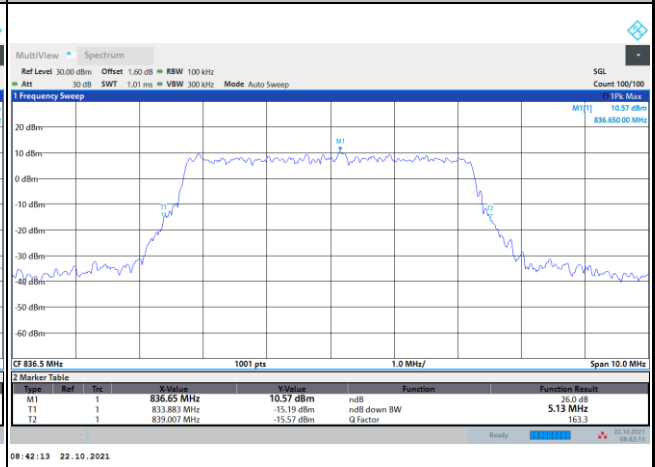 MultiView Spectrum
Ref Level 30.00 dBm Offset 1.60 dB RBW 100 kHz SGL
Att 30 dB SWT 1.01 ms VBW 300 kHz Mode Auto Sweep Count 100/100
1 Frequency Sweep 1Pk Max
M1[1] 10.57 dBm
836.650 00 MHz
20 dBm
M1
10 dBm
0 dBm
-10 dBm
T1 T2
-20 dBm
-30 dBm
-40 dBm
-50 dBm
-60 dBm
CF 836.5 MHz 1001 pts 1.0 MHz/ Span 10.0 MHz
2 Marker Table
Type Ref Trc X-Value Y-Value Function Function Result
M1 1 836.65 MHz 10.57 dBm ndB 26.0 dB
T1 1 833.883 MHz -15.19 dBm ndB down BW 5.13 MHz
T2 1 839.007 MHz -15.57 dBm Q Factor 163.3
Ready 22.10.2021
08:42:13
08:42:13 22.10.2021